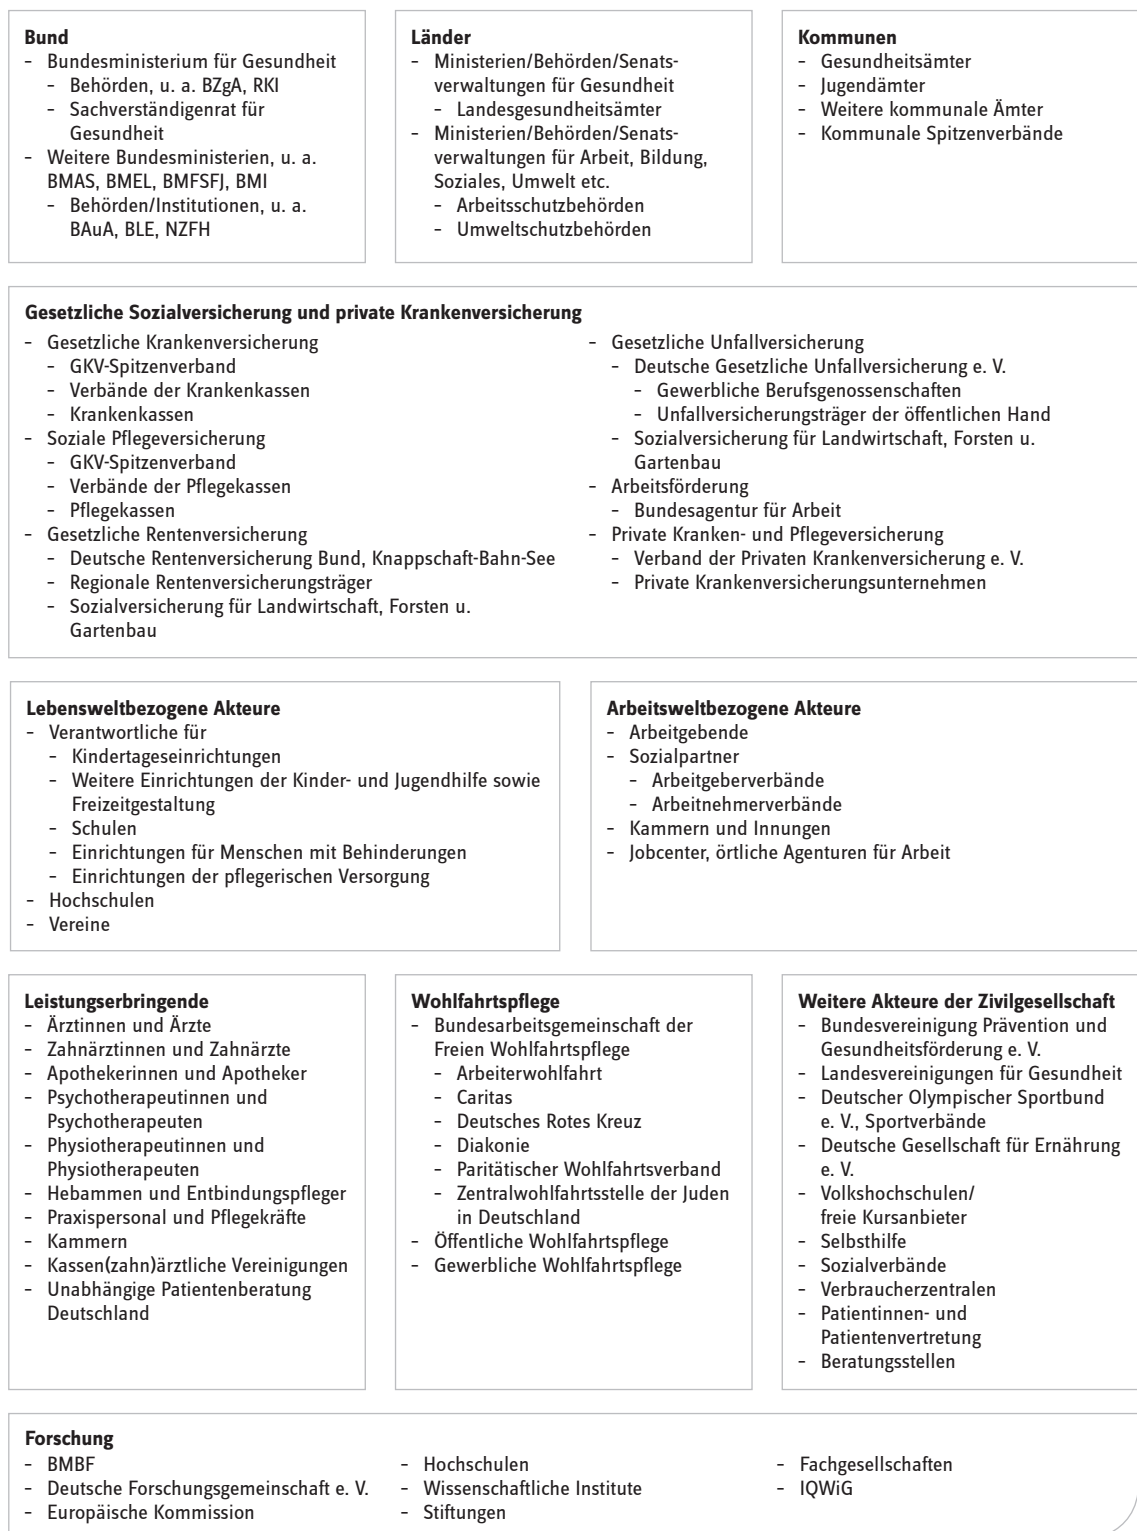 Bund
- Bundesministerium für Gesundheit
- Behörden, u. a. BZgA, RKI
- Sachverständigenrat für
Gesundheit
- Weitere Bundesministerien, u. a.
BMAS, BMEL, BMFSFJ, BMI
- Behörden/Institutionen, u. a.
BAuA, BLE, NZFH
Länder
- Ministerien/Behörden/Senats-
verwaltungen für Gesundheit
- Landesgesundheitsämter
- Ministerien/Behörden/Senats-
verwaltungen für Arbeit, Bildung,
Soziales, Umwelt etc.
- Arbeitsschutzbehörden
- Umweltschutzbehörden
Kommunen
- Gesundheitsämter
- Jugendämter
- Weitere kommunale Ämter
- Kommunale Spitzenverbände
Gesetzliche Sozialversicherung und private Krankenversicherung
- Gesetzliche Krankenversicherung
- GKV-Spitzenverband
- Verbände der Krankenkassen
- Krankenkassen
- Soziale Pflegeversicherung
- GKV-Spitzenverband
- Verbände der Pflegekassen
- Pflegekassen
- Gesetzliche Rentenversicherung
- Deutsche Rentenversicherung Bund, Knappschaft-Bahn-See
- Regionale Rentenversicherungsträger
- Sozialversicherung für Landwirtschaft, Forsten u.
Gartenbau
- Gesetzliche Unfallversicherung
- Deutsche Gesetzliche Unfallversicherung e. V.
- Gewerbliche Berufsgenossenschaften
- Unfallversicherungsträger der öffentlichen Hand
- Sozialversicherung für Landwirtschaft, Forsten u.
Gartenbau
- Arbeitsförderung
- Bundesagentur für Arbeit
- Private Kranken- und Pflegeversicherung
- Verband der Privaten Krankenversicherung e. V.
- Private Krankenversicherungsunternehmen
Lebensweltbezogene Akteure
- Verantwortliche für
- Kindertageseinrichtungen
- Weitere Einrichtungen der Kinder- und Jugendhilfe sowie
Freizeitgestaltung
- Schulen
- Einrichtungen für Menschen mit Behinderungen
- Einrichtungen der pflegerischen Versorgung
- Hochschulen
- Vereine
Arbeitsweltbezogene Akteure
- Arbeitgebende
- Sozialpartner
- Arbeitgeberverbände
- Arbeitnehmerverbände
- Kammern und Innungen
- Jobcenter, örtliche Agenturen für Arbeit
Leistungserbringende
- Ärztinnen und Ärzte
- Zahnärztinnen und Zahnärzte
- Apothekerinnen und Apotheker
- Psychotherapeutinnen und
Psychotherapeuten
- Physiotherapeutinnen und
Physiotherapeuten
- Hebammen und Entbindungspfleger
- Praxispersonal und Pflegekräfte
- Kammern
- Kassen(zahn)ärztliche Vereinigungen
- Unabhängige Patientenberatung
Deutschland
Wohlfahrtspflege
- Bundesarbeitsgemeinschaft der
Freien Wohlfahrtspflege
- Arbeiterwohlfahrt
- Caritas
- Deutsches Rotes Kreuz
- Diakonie
- Paritätischer Wohlfahrtsverband
- Zentralwohlfahrtsstelle der Juden
in Deutschland
- Öffentliche Wohlfahrtspflege
- Gewerbliche Wohlfahrtspflege
Weitere Akteure der Zivilgesellschaft
- Bundesvereinigung Prävention und
Gesundheitsförderung e. V.
- Landesvereinigungen für Gesundheit
- Deutscher Olympischer Sportbund
e. V., Sportverbände
- Deutsche Gesellschaft für Ernährung
e. V.
- Volkshochschulen/
freie Kursanbieter
- Selbsthilfe
- Sozialverbände
- Verbraucherzentralen
- Patientinnen- und
Patientenvertretung
- Beratungsstellen
Forschung
- BMBF
- Deutsche Forschungsgemeinschaft e. V.
- Europäische Kommission
- Hochschulen
- Wissenschaftliche Institute
- Stiftungen
- Fachgesellschaften
- IQWiG